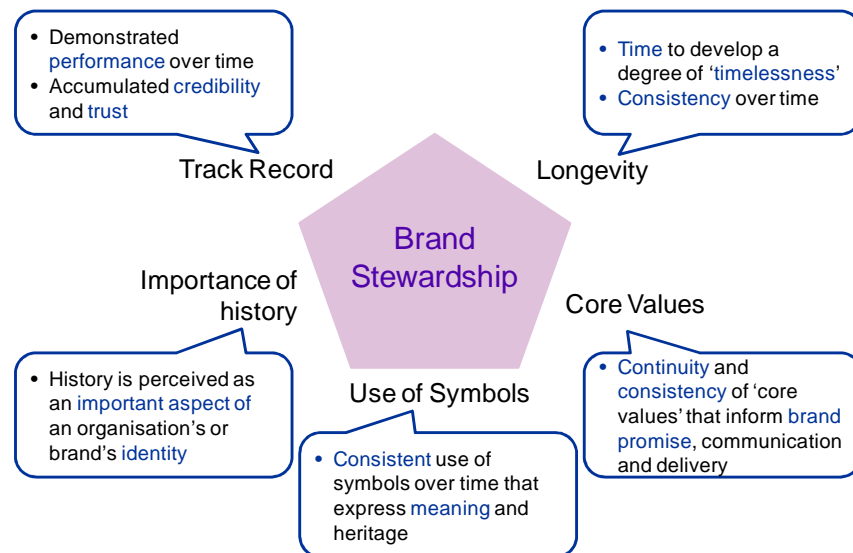 • Demonstrated
performance over time
• Accumulated credibility
and trust
Track Record
• Time to develop a
degree of ‘timelessness’
• Consistency over time
Longevity
Brand
Stewardship
Importance of
history
• History is perceived as
an important aspect of
an organisation’s or
brand’s identity
Use of Symbols
• Consistent use of
symbols over time that
express meaning and
heritage
Core Values
• Continuity and
consistency of ‘core
values’ that inform brand
promise, communication
and delivery